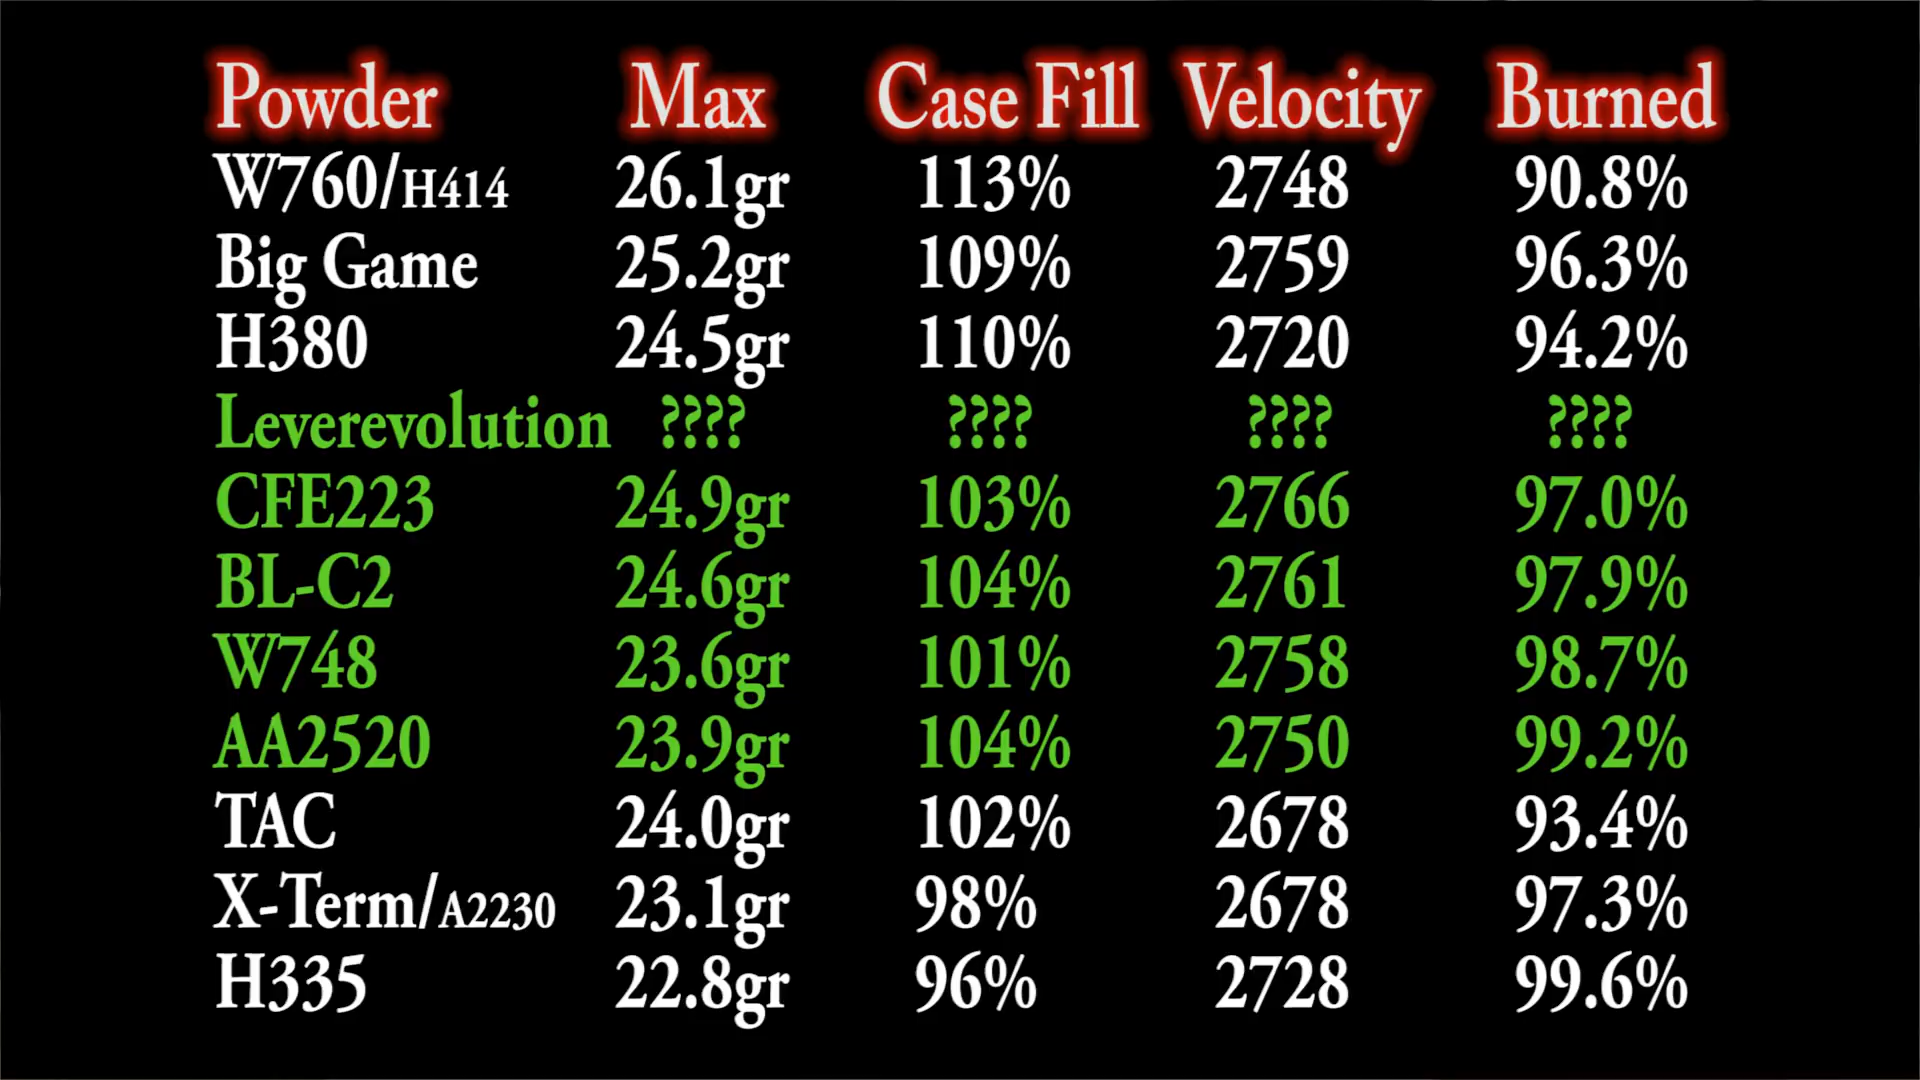 Powder Max Case Fill Velocity Burned
W760/H414 26.1gr 113% 2748 90.8%
Big Game 25.2gr 109% 2759 96.3%
H380 24.5gr 110% 2720 94.2%
Leverevolution ???? ???? ???? ????
CFE223 24.9gr 103% 2766 97.0%
BL-C2 24.6gr 104% 2761 97.9%
W748 23.6gr 101% 2758 98.7%
AA2520 23.9gr 104% 2750 99.2%
TAC 24.0gr 102% 2678 93.4%
X-Term/A2230 23.1gr 98% 2678 97.3%
H335 22.8gr 96% 2728 99.6%